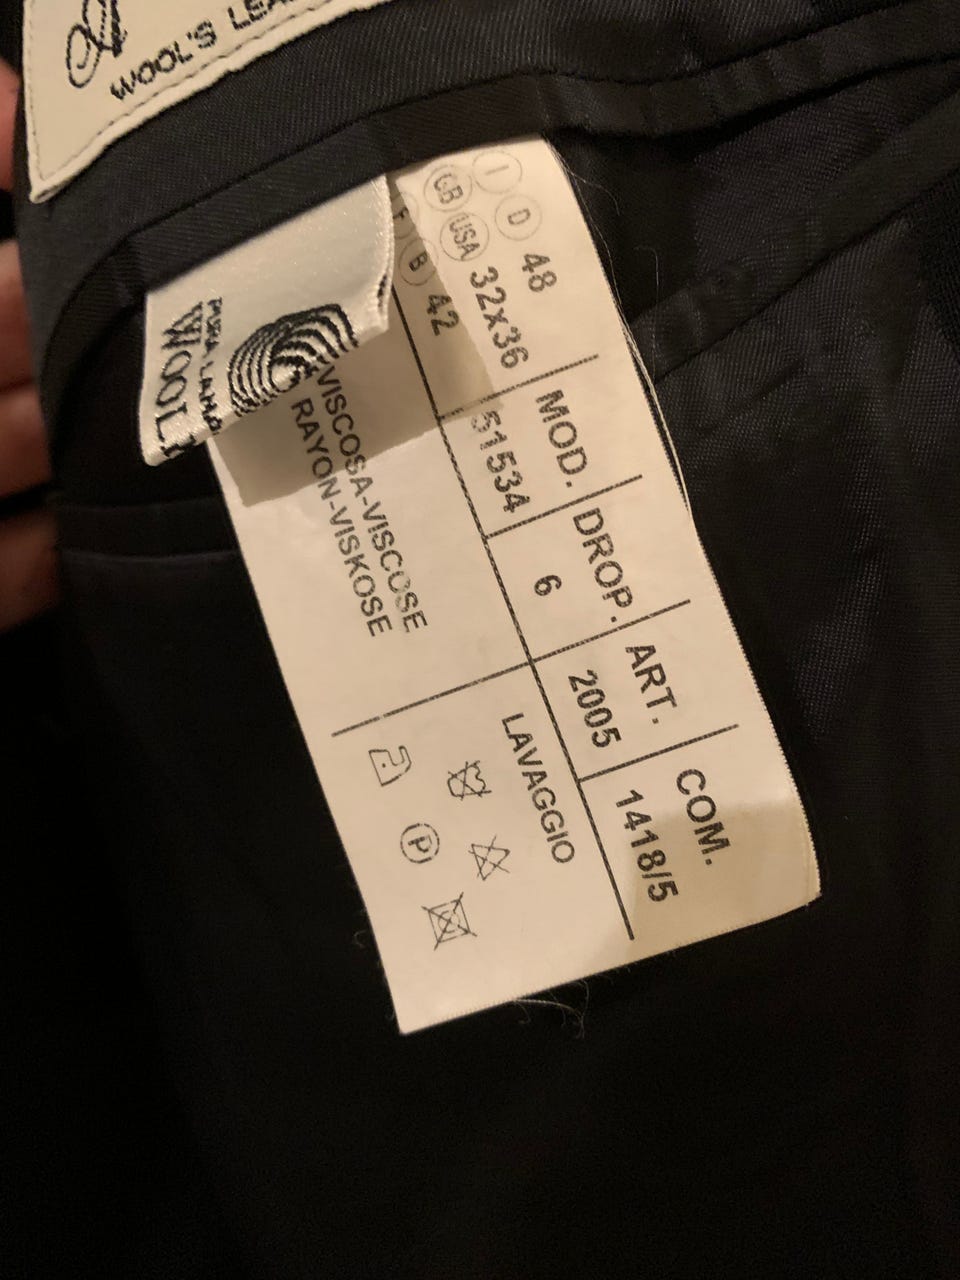 WOOL'S
PURA LANA
WOOL
I D 48
GB USA 32x36
F B 42
MOD. DROP. ART. COM.
51534 6 2005 1418/5
VISCOSA-VISCOSE
RAYON-VISKOSE
LAVAGGIO
P